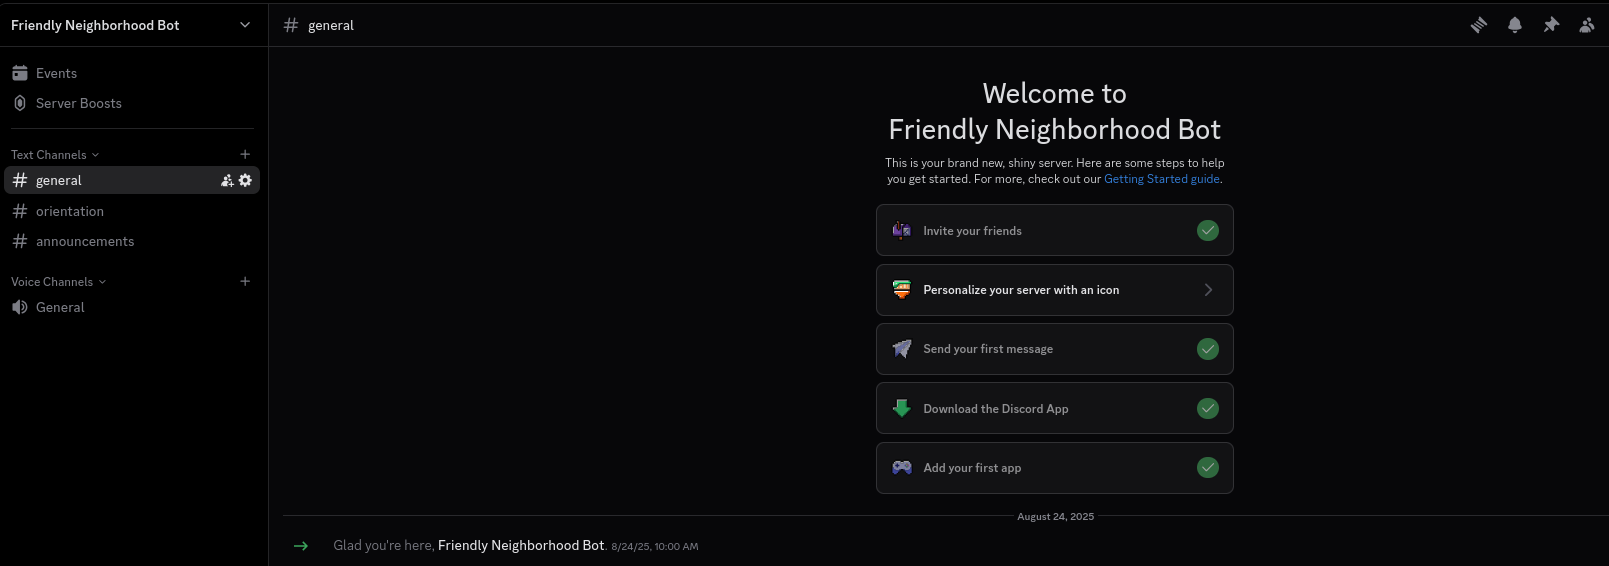 Friendly Neighborhood Bot
Events
Server Boosts
Text Channels
general
orientation
announcements
Voice Channels
General
general
Welcome to
Friendly Neighborhood Bot
This is your brand new, shiny server. Here are some steps to help
you get started. For more, check out our Getting Started guide.
Invite your friends
Personalize your server with an icon
Send your first message
Download the Discord App
Add your first app
August 24, 2025
Glad you're here, Friendly Neighborhood Bot. 8/24/25, 10:00 AM